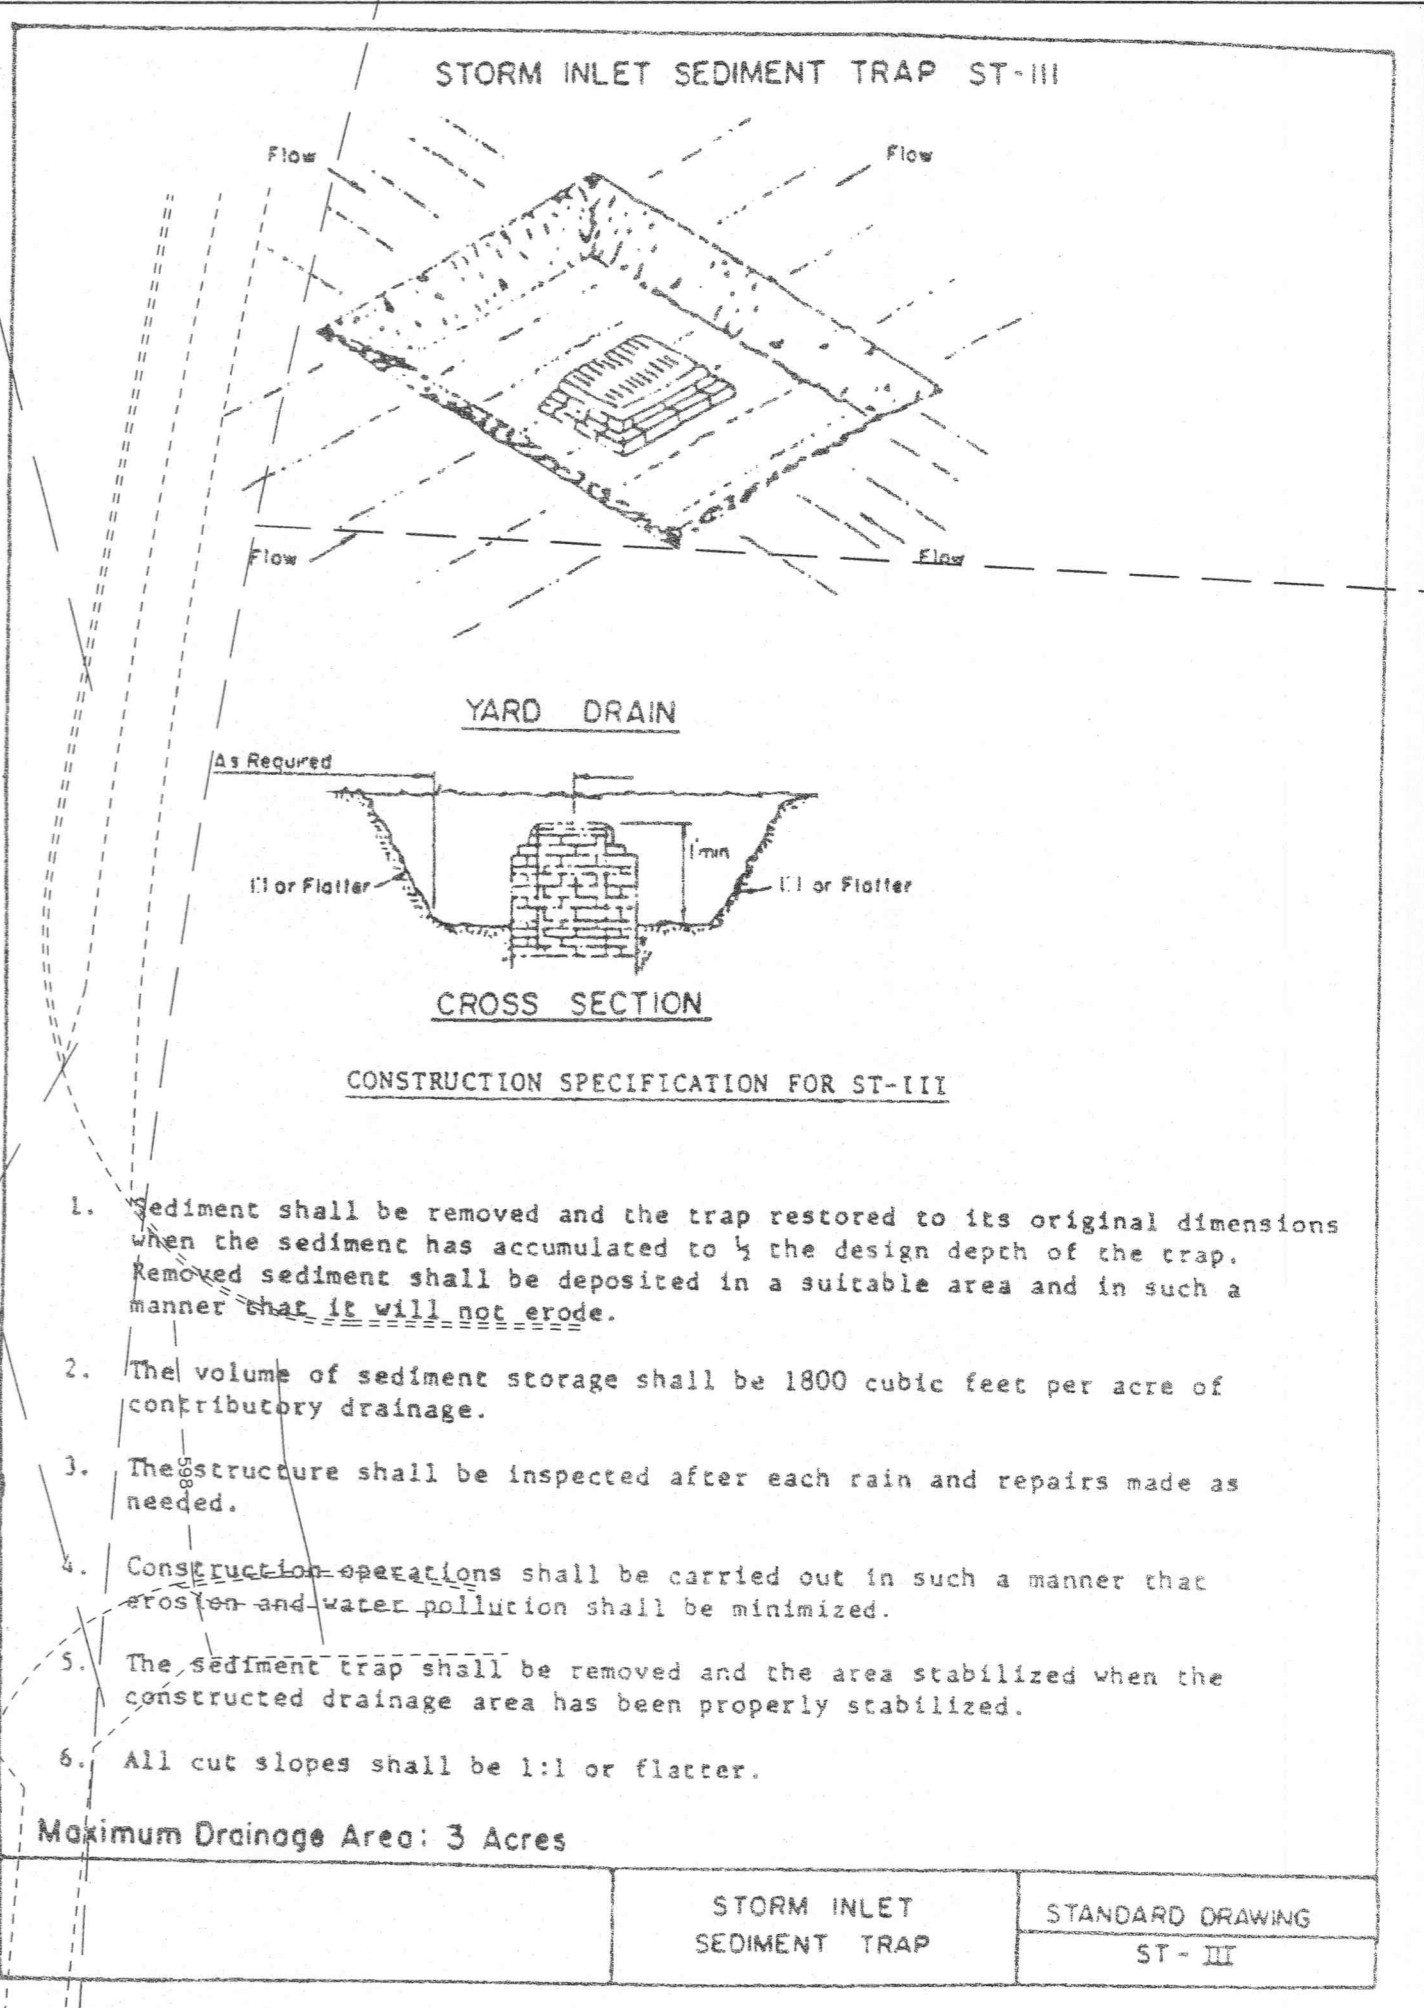 STORM INLET SEDIMENT TRAP ST-III
Flow
Flow
Flow
Flow
YARD DRAIN
As Required
1' min
1:1 or Flatter
1:1 or Flatter
CROSS SECTION
CONSTRUCTION SPECIFICATION FOR ST-III
1. Sediment shall be removed and the trap restored to its original dimensions
when the sediment has accumulated to ½ the design depth of the trap.
Removed sediment shall be deposited in a suitable area and in such a
manner that it will not erode.
2. The volume of sediment storage shall be 1800 cubic feet per acre of
contributory drainage.
3. The structure shall be inspected after each rain and repairs made as
needed.
598
4. Construction operations shall be carried out in such a manner that
erosion and water pollution shall be minimized.
5. The sediment trap shall be removed and the area stabilized when the
constructed drainage area has been properly stabilized.
6. All cut slopes shall be 1:1 or flatter.
Maximum Drainage Area: 3 Acres
STORM INLET
SEDIMENT TRAP
STANDARD DRAWING
ST - III